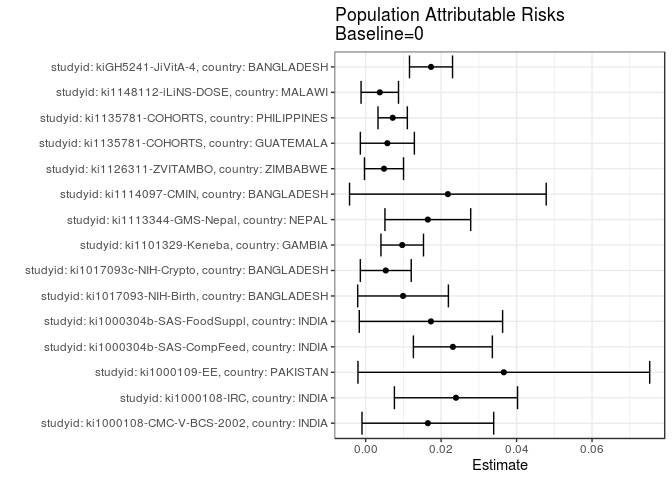 Population Attributable Risks
Baseline=0
studyid: kiGH5241-JiVitA-4, country: BANGLADESH
studyid: ki1148112-iLiNS-DOSE, country: MALAWI
studyid: ki1135781-COHORTS, country: PHILIPPINES
studyid: ki1135781-COHORTS, country: GUATEMALA
studyid: ki1126311-ZVITAMBO, country: ZIMBABWE
studyid: ki1114097-CMIN, country: BANGLADESH
studyid: ki1113344-GMS-Nepal, country: NEPAL
studyid: ki1101329-Keneba, country: GAMBIA
studyid: ki1017093c-NIH-Crypto, country: BANGLADESH
studyid: ki1017093-NIH-Birth, country: BANGLADESH
studyid: ki1000304b-SAS-FoodSuppl, country: INDIA
studyid: ki1000304b-SAS-CompFeed, country: INDIA
studyid: ki1000109-EE, country: PAKISTAN
studyid: ki1000108-IRC, country: INDIA
studyid: ki1000108-CMC-V-BCS-2002, country: INDIA
0.00 0.02 0.04 0.06
Estimate